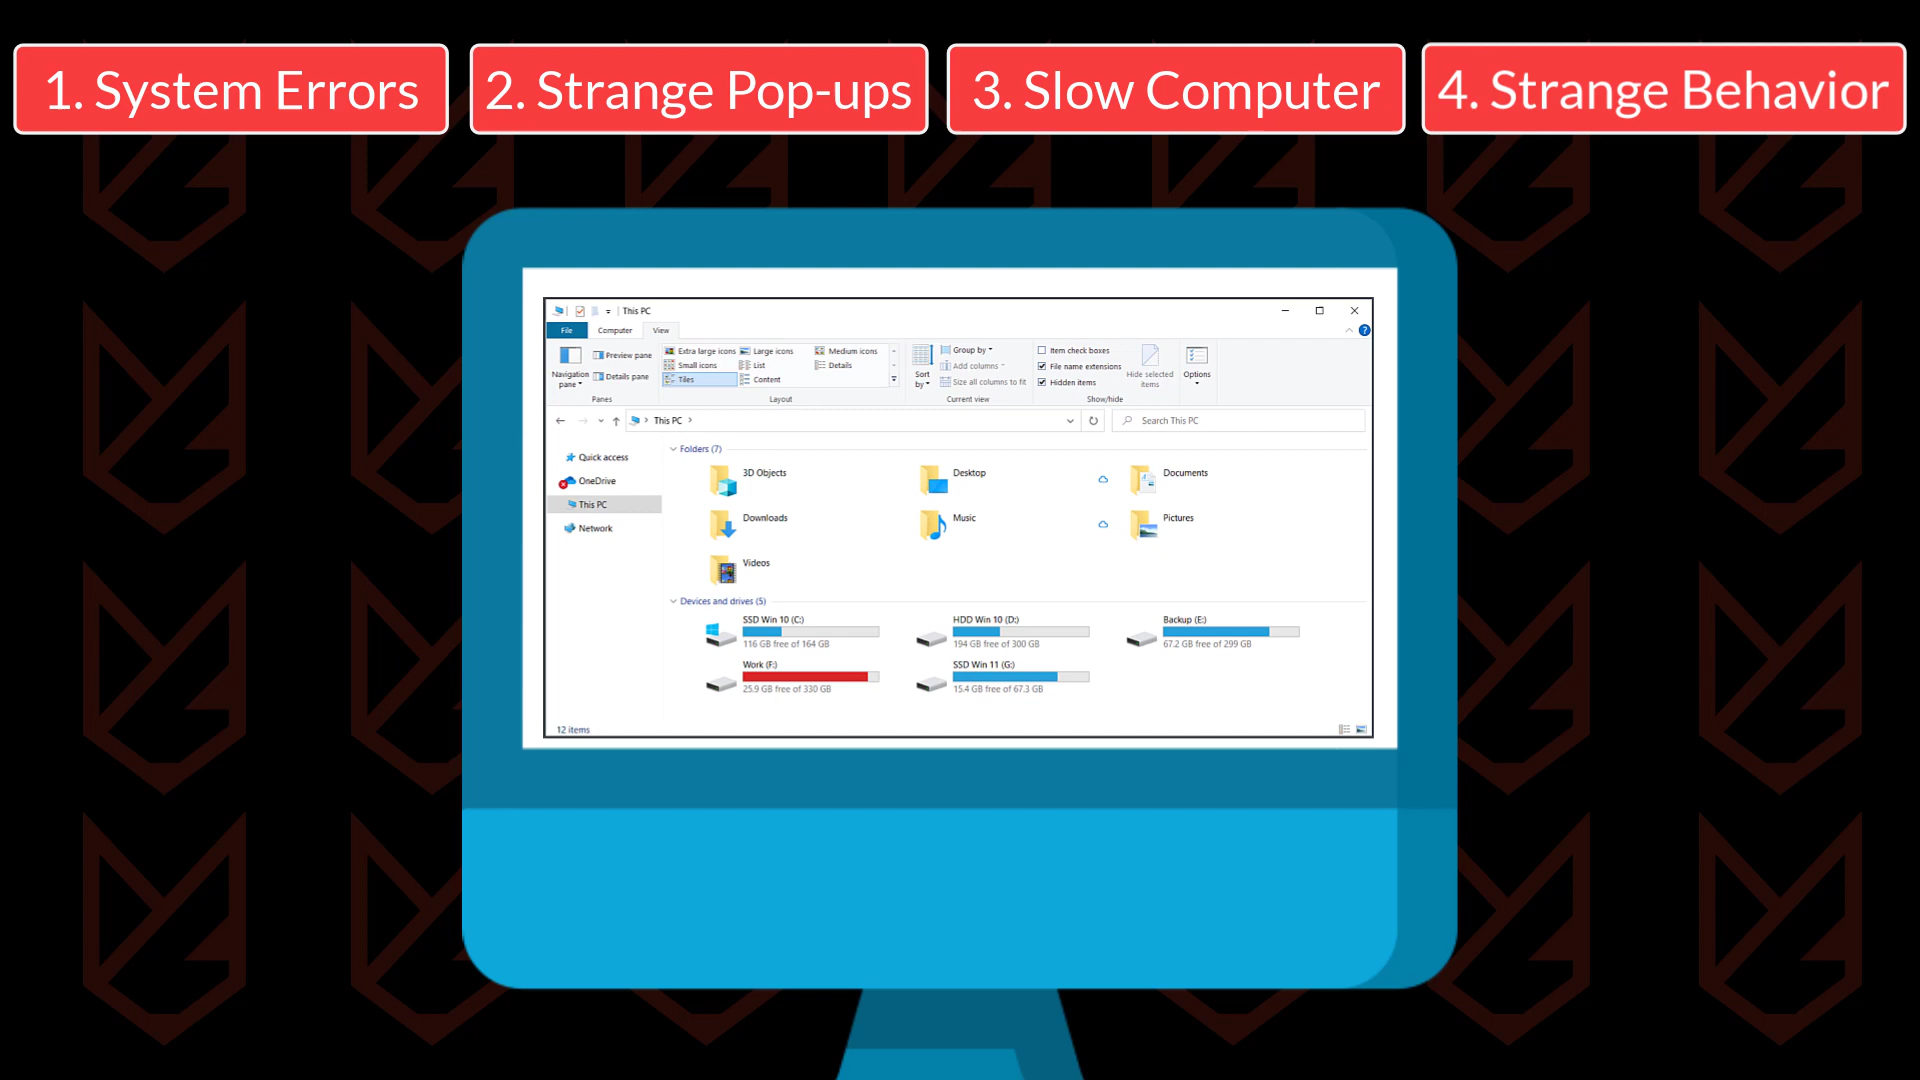 1. System Errors
2. Strange Pop-ups
3. Slow Computer
4. Strange Behavior
This PC
File Computer View
Navigation pane
Preview pane
Details pane
Panes
Extra large icons Large icons Medium icons
Small icons List Details
Tiles Content
Layout
Sort by
Group by
Add columns
Size all columns to fit
Current view
Item check boxes
File name extensions
Hidden items
Hide selected items
Show/hide
Options
This PC
Search This PC
Quick access
OneDrive
This PC
Network
Folders (7)
3D Objects Desktop Documents
Downloads Music Pictures
Videos
Devices and drives (5)
SSD Win 10 (C:)
116 GB free of 164 GB
HDD Win 10 (D:)
194 GB free of 300 GB
Backup (E:)
67.2 GB free of 299 GB
Work (F:)
25.9 GB free of 330 GB
SSD Win 11 (G:)
15.4 GB free of 67.3 GB
12 items